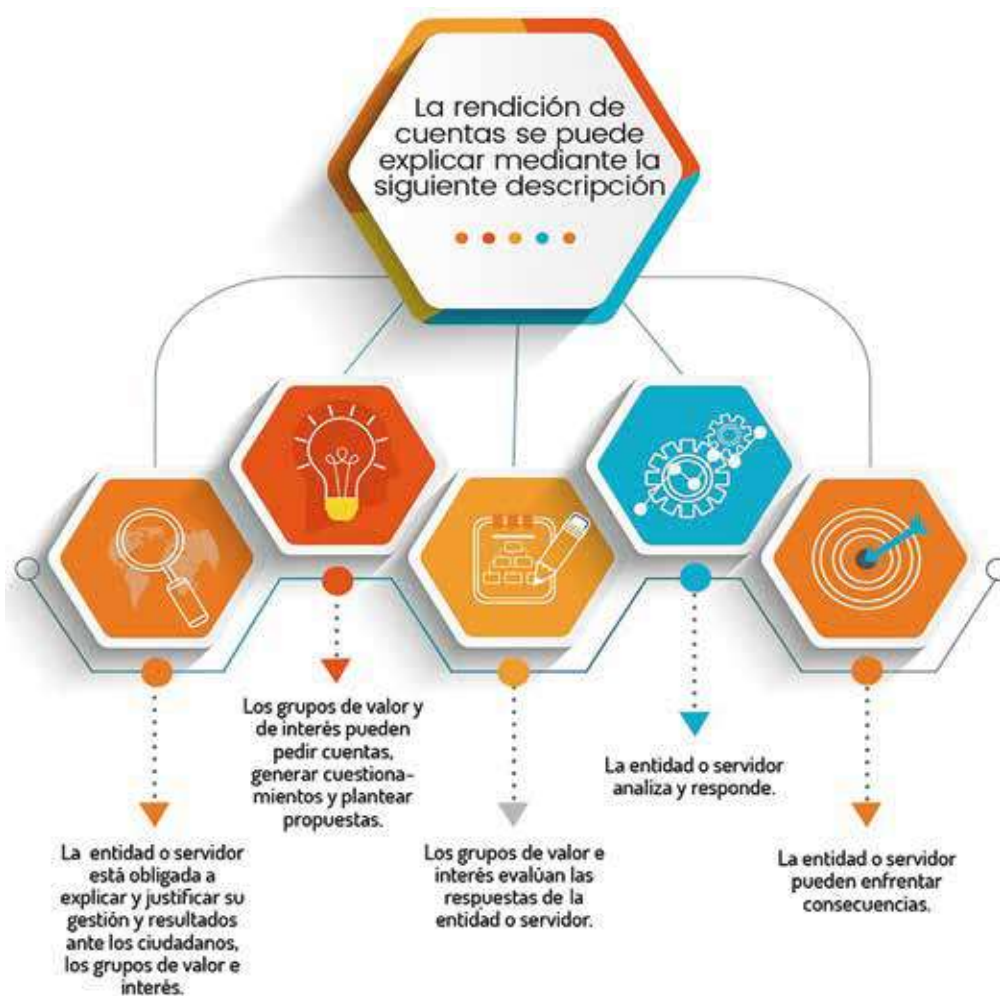 La rendición de
cuentas se puede
explicar mediante la
siguiente descripción
La entidad o servidor
está obligada a
explicar y justificar su
gestión y resultados
ante los ciudadanos,
los grupos de valor e
interés.
Los grupos de valor y
de interés pueden
pedir cuentas,
generar cuestiona-
mientos y plantear
propuestas.
Los grupos de valor e
interés evalúan las
respuestas de la
entidad o servidor.
La entidad o servidor
analiza y responde.
La entidad o servidor
pueden enfrentar
consecuencias.